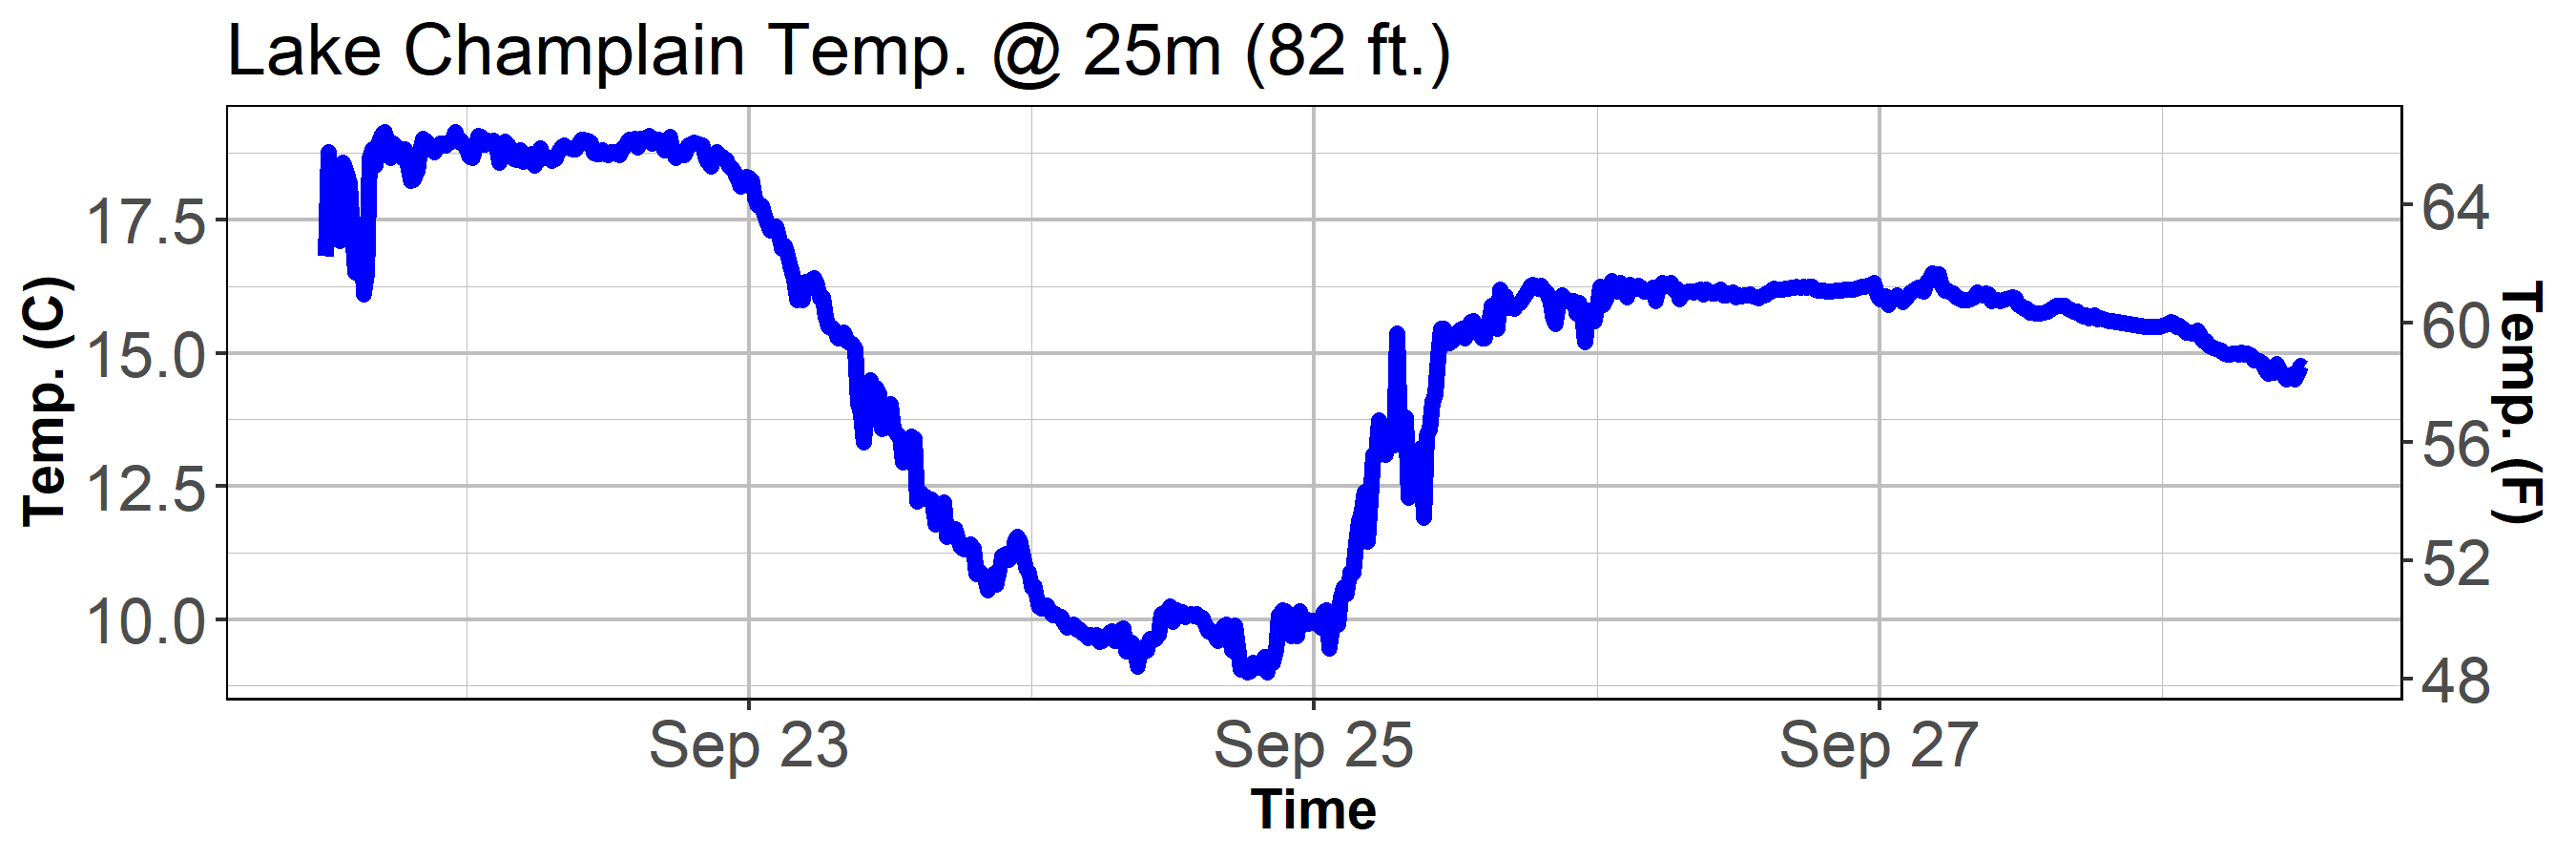 Lake Champlain Temp. @ 25m (82 ft.)
Temp. (C)
17.5
15.0
12.5
10.0
64
60
56
52
48
Temp. (F)
Sep 23
Sep 25
Sep 27
Time